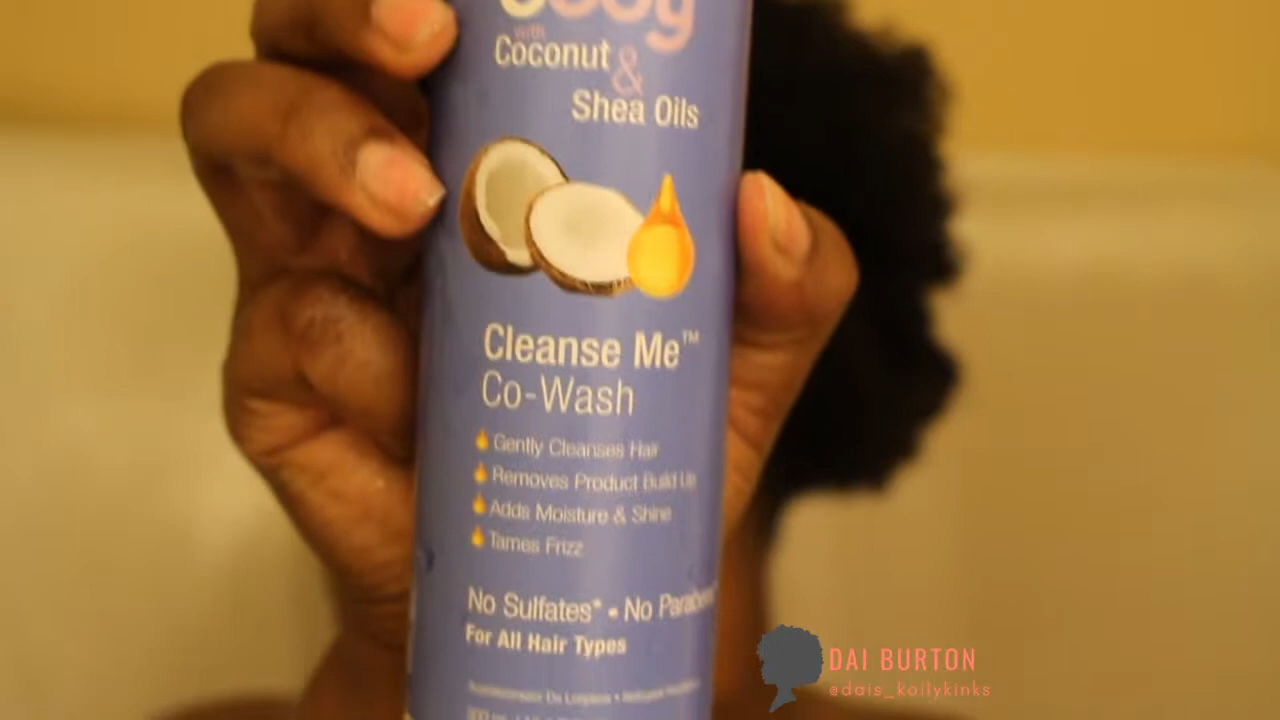 with
Coconut &
Shea Oils
Cleanse Me™
Co-Wash
Gently Cleanses Hair
Removes Product Build Up
Adds Moisture & Shine
Tames Frizz
No Sulfates* • No Parabens
For All Hair Types
DAI BURTON
@dais_koilykinks